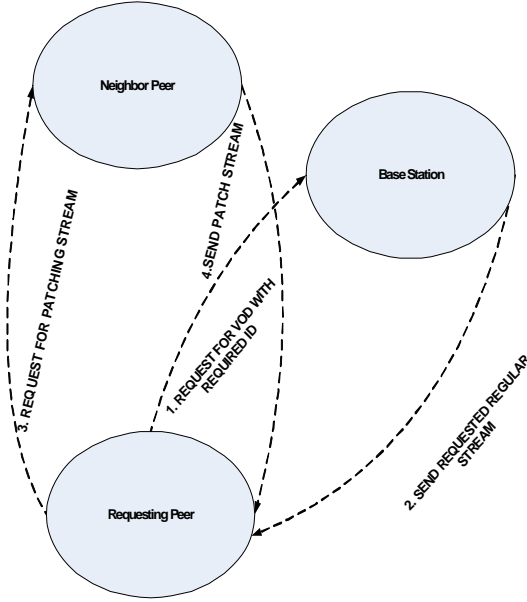 Neighbor Peer
Base Station
4.SEND PATCH STREAM
3. REQUEST FOR PATCHING STREAM
1. REQUEST FOR VOD WITH
REQUIRED ID
2. SEND REQUESTED REGULAR
STREAM
Requesting Peer